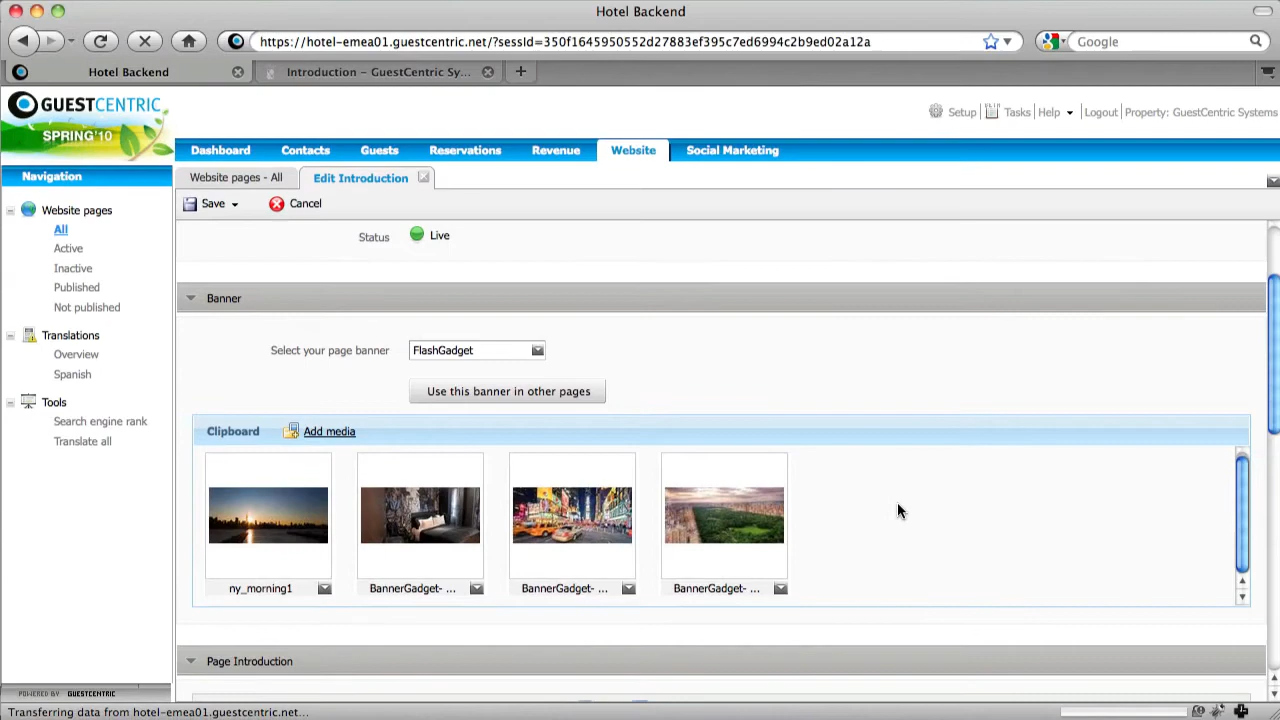 Hotel Backend
https://hotel-emea01.guestcentric.net/?sessId=350f1645950552d27883ef395c7ed6994c2b9ed02a12a
Google
Hotel Backend
Introduction – GuestCentric Sy...
GUESTCENTRIC
SPRING'10
Setup
Tasks
Help
Logout
Property: GuestCentric Systems
Dashboard
Contacts
Guests
Reservations
Revenue
Website
Social Marketing
Navigation
Website pages - All
Edit Introduction
Save
Cancel
Website pages
All
Active
Inactive
Published
Not published
Translations
Overview
Spanish
Tools
Search engine rank
Translate all
Status
Live
Banner
Select your page banner
FlashGadget
Use this banner in other pages
Clipboard
Add media
ny_morning1
BannerGadget- ...
BannerGadget- ...
BannerGadget- ...
Page Introduction
POWERED BY GUESTCENTRIC
Transferring data from hotel-emea01.guestcentric.net...